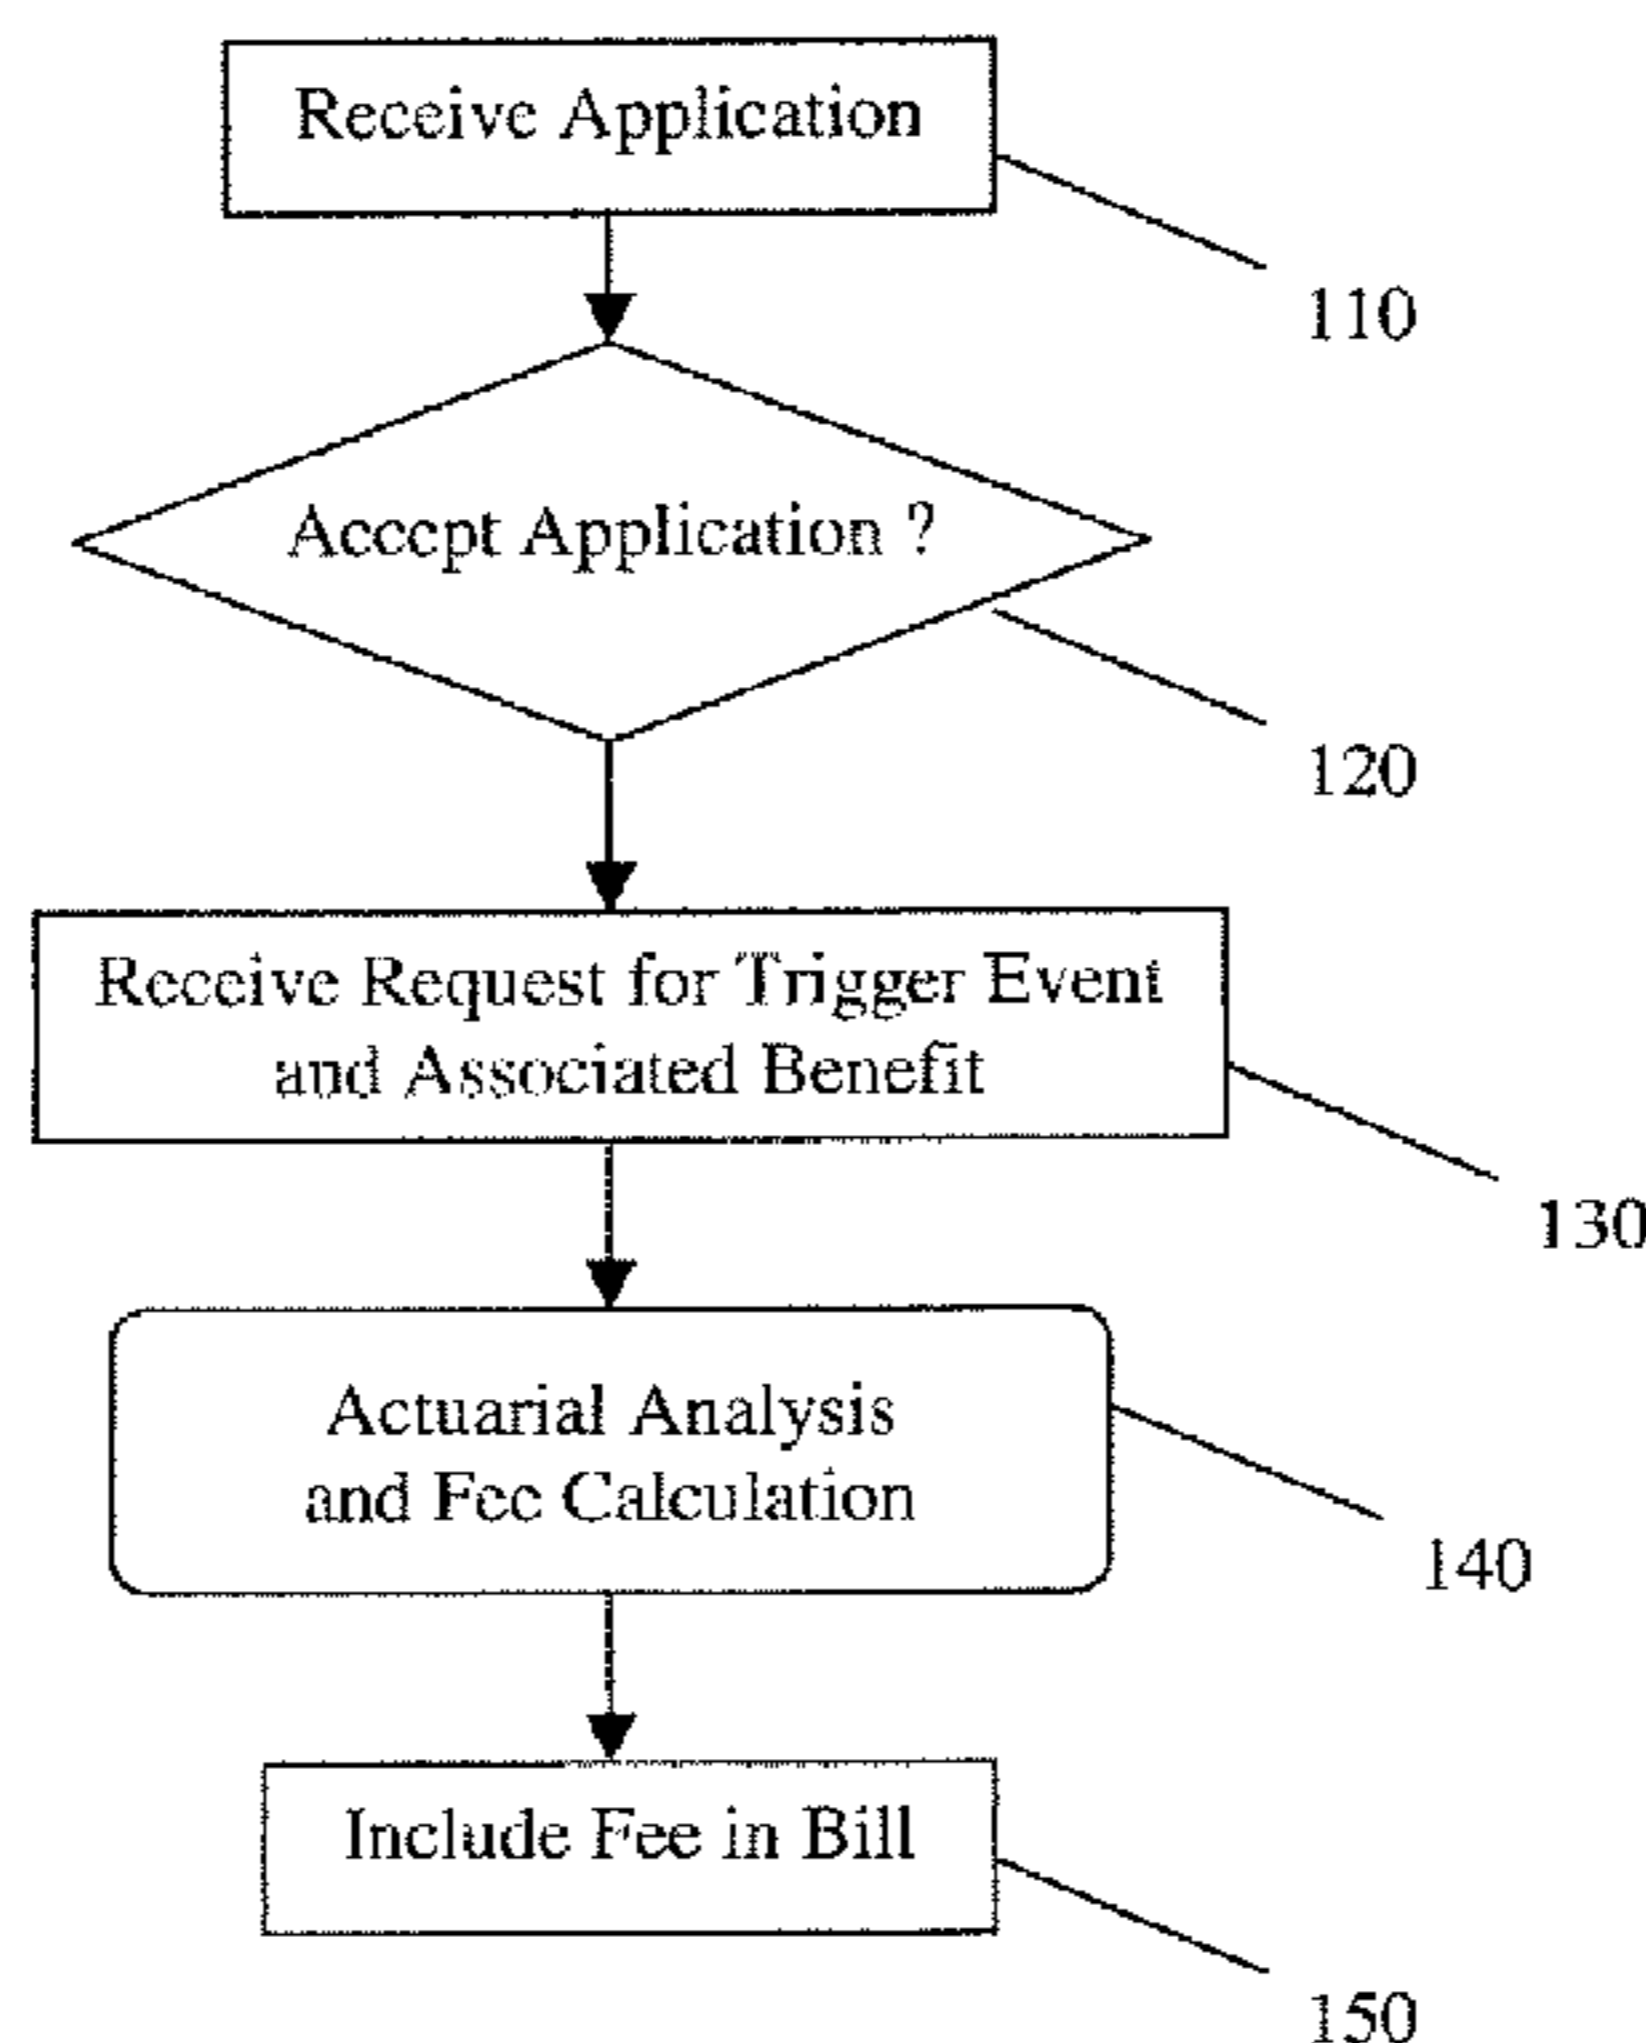 Receive Application
110
Accept Application ?
120
Receive Request for Trigger Event
and Associated Benefit
130
Actuarial Analysis
and Fee Calculation
140
Include Fee in Bill
150